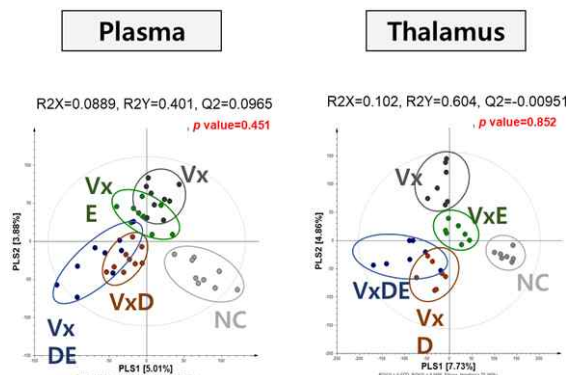 Plasma
Thalamus
R2X=0.0889, R2Y=0.401, Q2=0.0965
, p value=0.451
R2X=0.102, R2Y=0.604, Q2=-0.00951
, p value=0.852
Vx
Vx
E
VxD
Vx
DE
NC
PLS2 [3.88%]
PLS1 [5.01%]
Vx
VxE
VxDE
Vx
D
NC
PLS2 [4.86%]
PLS1 [7.73%]